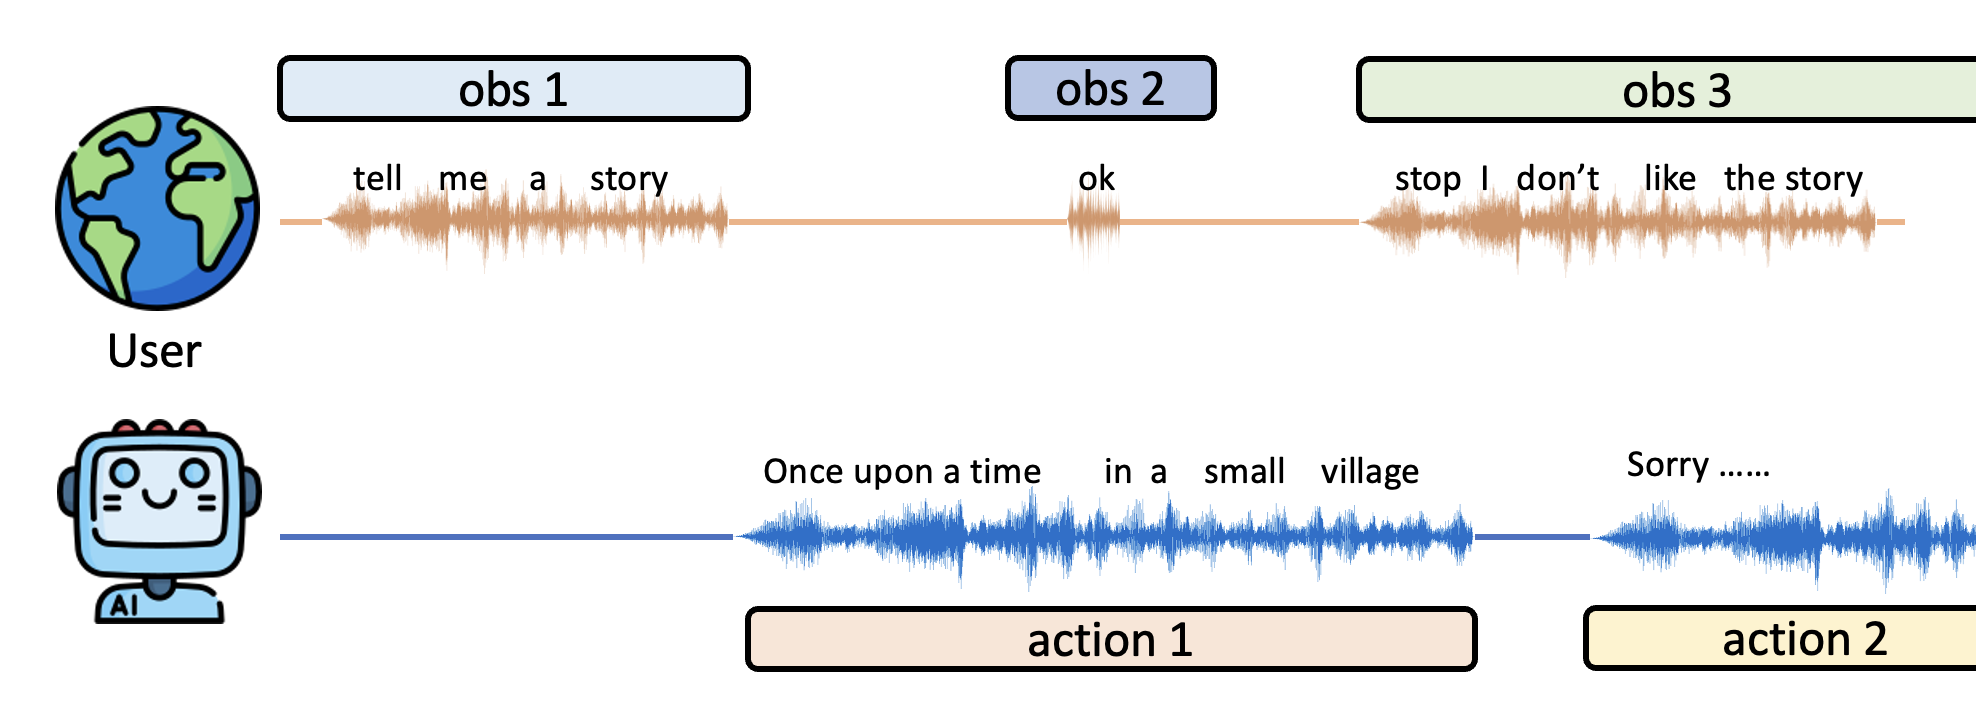 obs 1 obs 2 obs 3
tell me a story ok stop I don't like the story
User
Once upon a time in a small village Sorry ......
AI
action 1 action 2